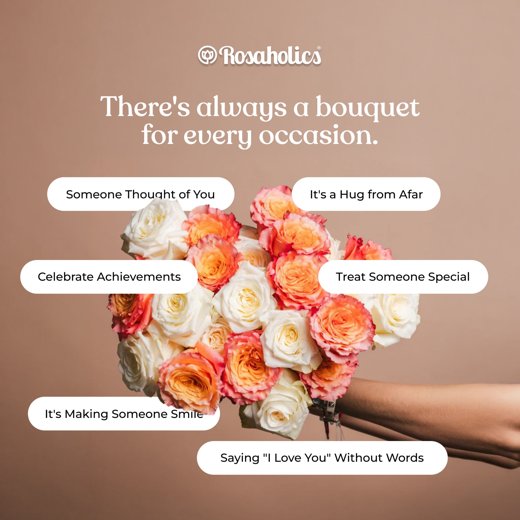 Rosaholics®
There's always a bouquet
for every occasion.
Someone Thought of You
It's a Hug from Afar
Celebrate Achievements
Treat Someone Special
It's Making Someone Smile
Saying "I Love You" Without Words